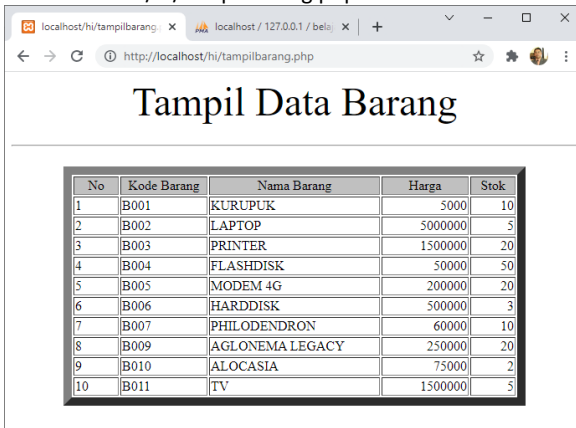 localhost/hi/tampilbarang.
localhost / 127.0.0.1 / belaj
http://localhost/hi/tampilbarang.php
Tampil Data Barang
No Kode Barang Nama Barang Harga Stok
1 B001 KURUPUK 5000 10
2 B002 LAPTOP 5000000 5
3 B003 PRINTER 1500000 20
4 B004 FLASHDISK 50000 50
5 B005 MODEM 4G 200000 20
6 B006 HARDDISK 500000 3
7 B007 PHILODENDRON 60000 10
8 B009 AGLONEMA LEGACY 250000 20
9 B010 ALOCASIA 75000 2
10 B011 TV 1500000 5